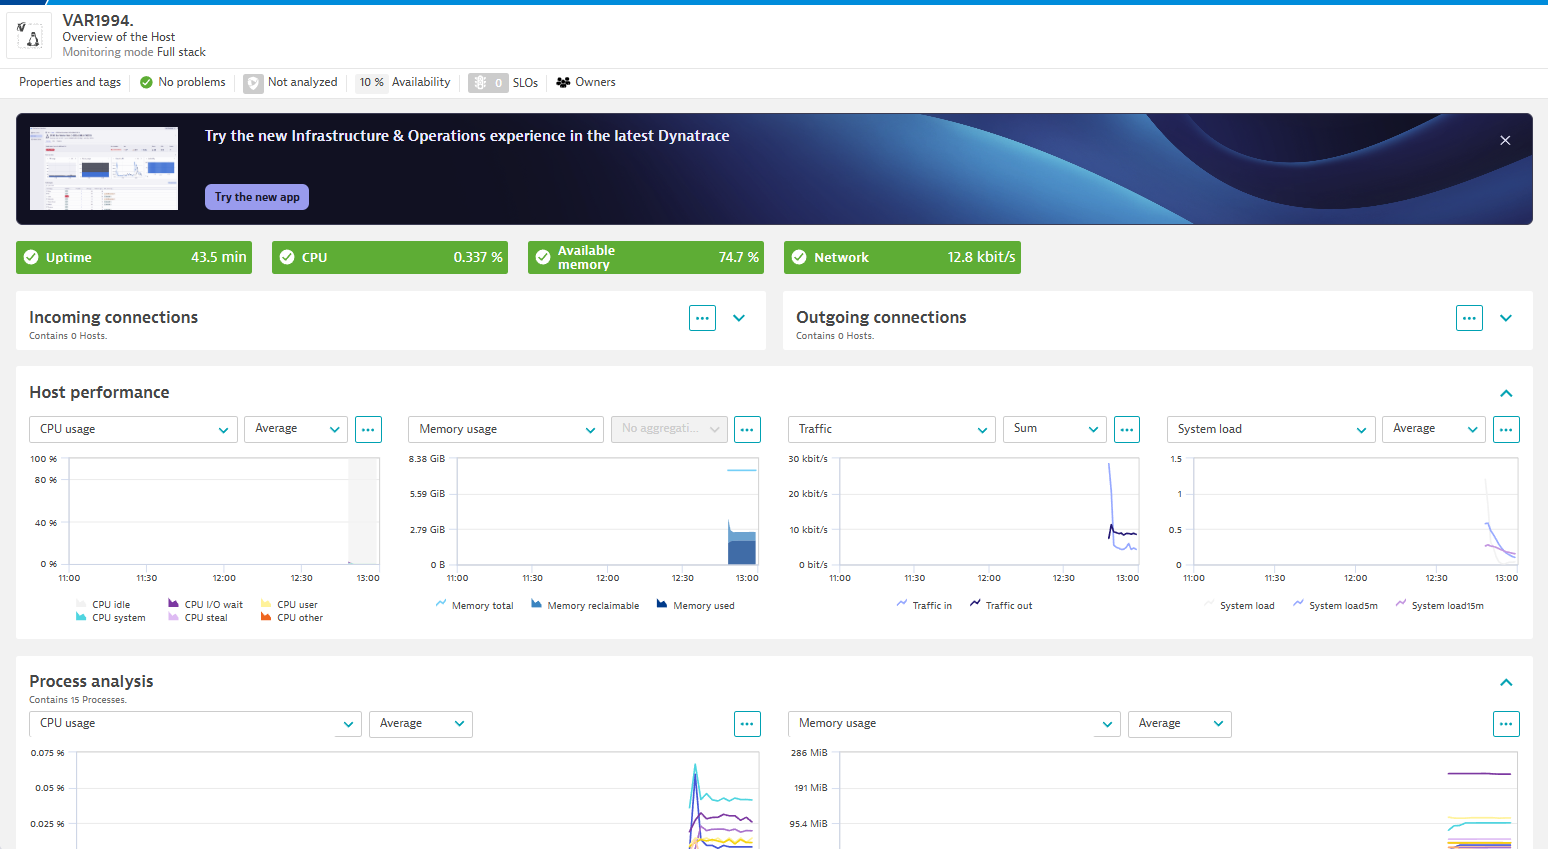 VAR1994.
Overview of the Host
Monitoring mode Full stack
Properties and tags No problems Not analyzed 10 % Availability 0 SLOs Owners
Try the new Infrastructure & Operations experience in the latest Dynatrace
Try the new app
Uptime 43.5 min CPU 0.337 % Available memory 74.7 % Network 12.8 kbit/s
Incoming connections
Contains 0 Hosts.
Outgoing connections
Contains 0 Hosts.
Host performance
CPU usage Average Memory usage No aggregati... Traffic Sum System load Average
100 %
80 %
40 %
0 %
11:00 11:30 12:00 12:30 13:00
CPU idle CPU I/O wait CPU user
CPU system CPU steal CPU other
8.38 GiB
5.59 GiB
2.79 GiB
0 B
11:00 11:30 12:00 12:30 13:00
Memory total Memory reclaimable Memory used
30 kbit/s
20 kbit/s
10 kbit/s
0 bit/s
11:00 11:30 12:00 12:30 13:00
Traffic in Traffic out
1.5
1
0.5
0
11:00 11:30 12:00 12:30 13:00
System load System load5m System load15m
Process analysis
Contains 15 Processes.
CPU usage Average Memory usage Average
0.075 %
0.05 %
0.025 %
286 MiB
191 MiB
95.4 MiB